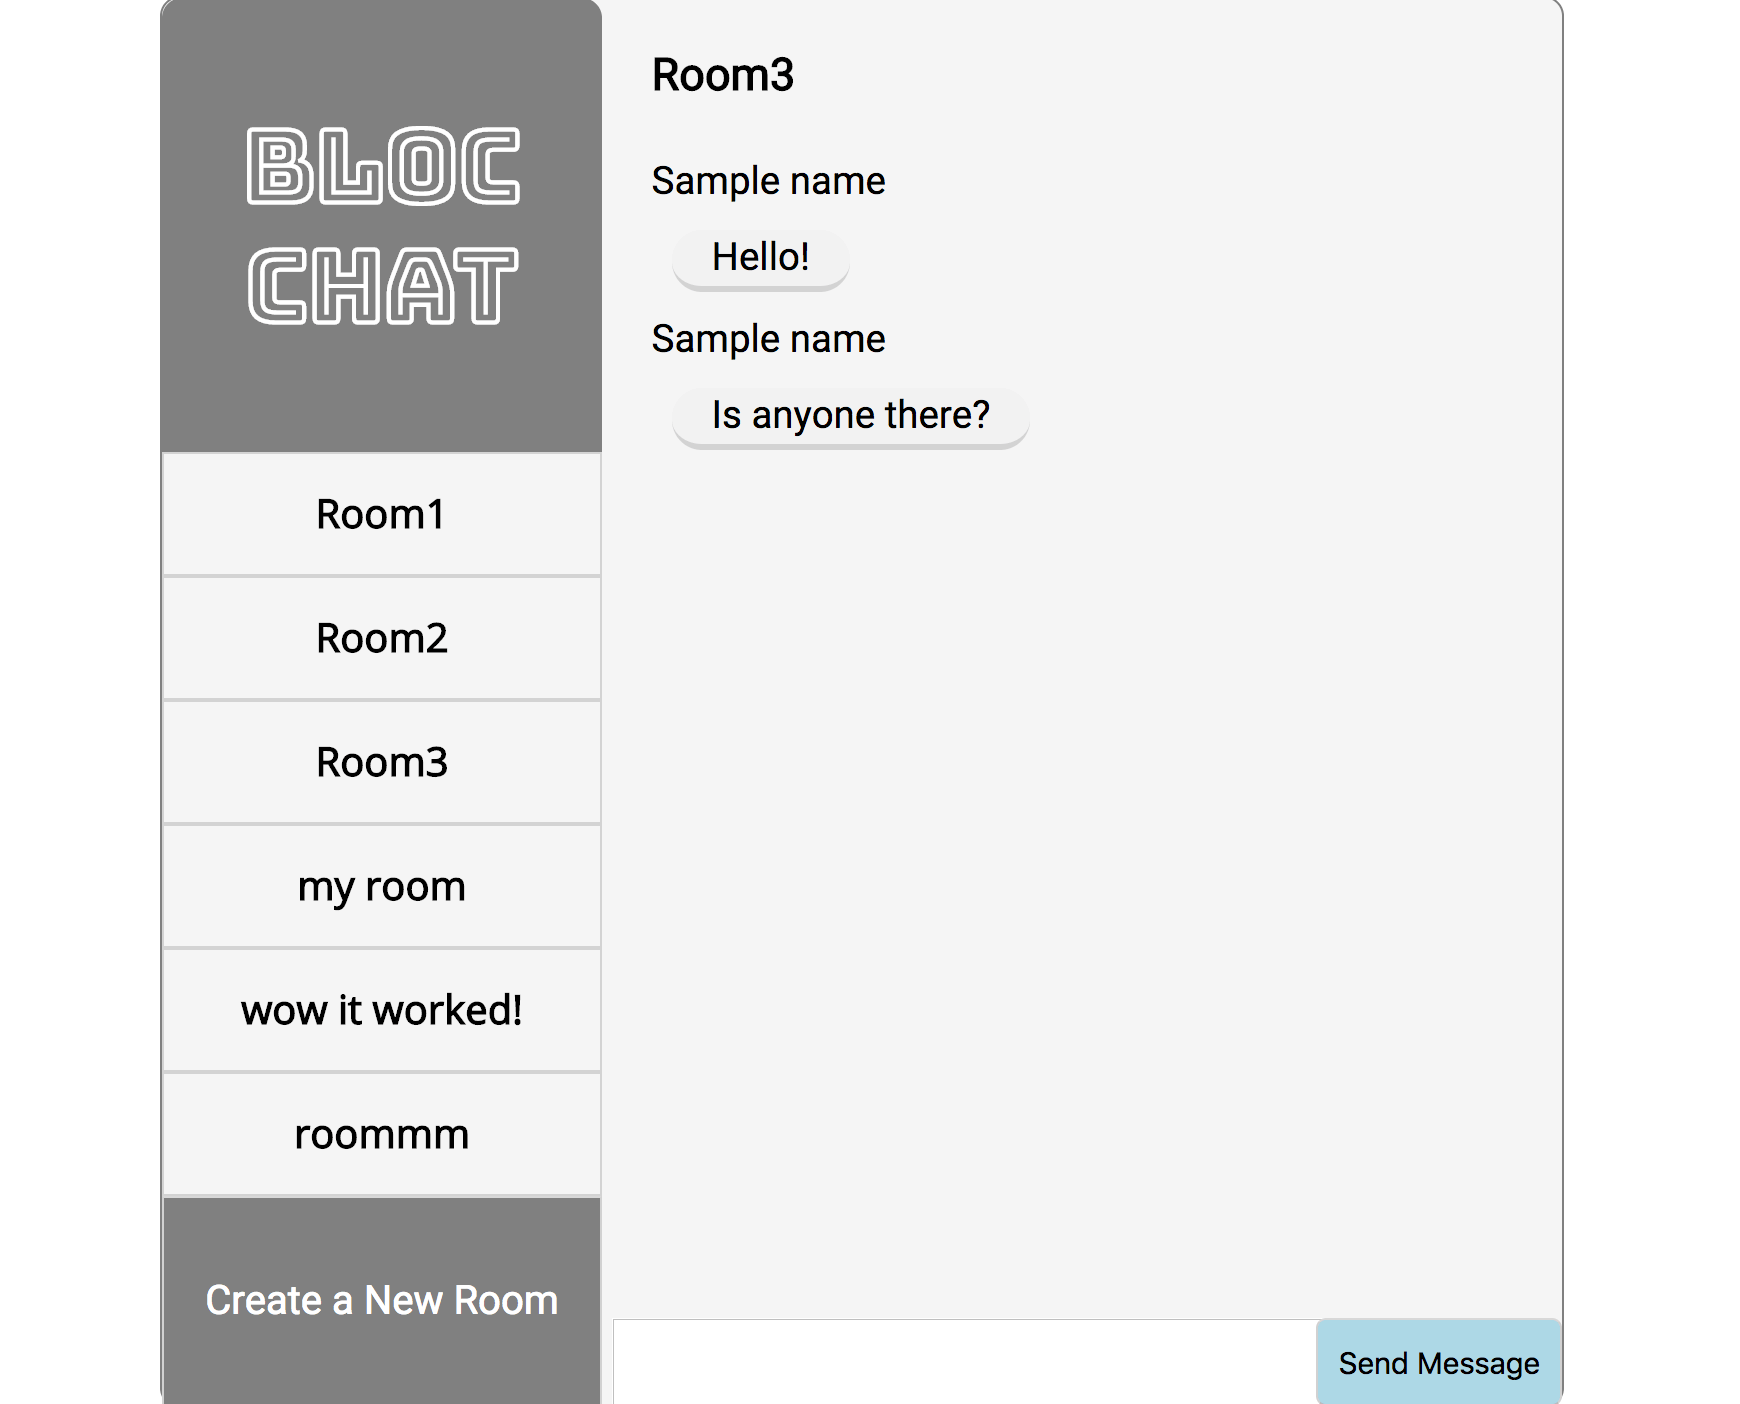 BLOC
CHAT
Room1
Room2
Room3
my room
wow it worked!
roommm
Create a New Room
Room3
Sample name
Hello!
Sample name
Is anyone there?
Send Message